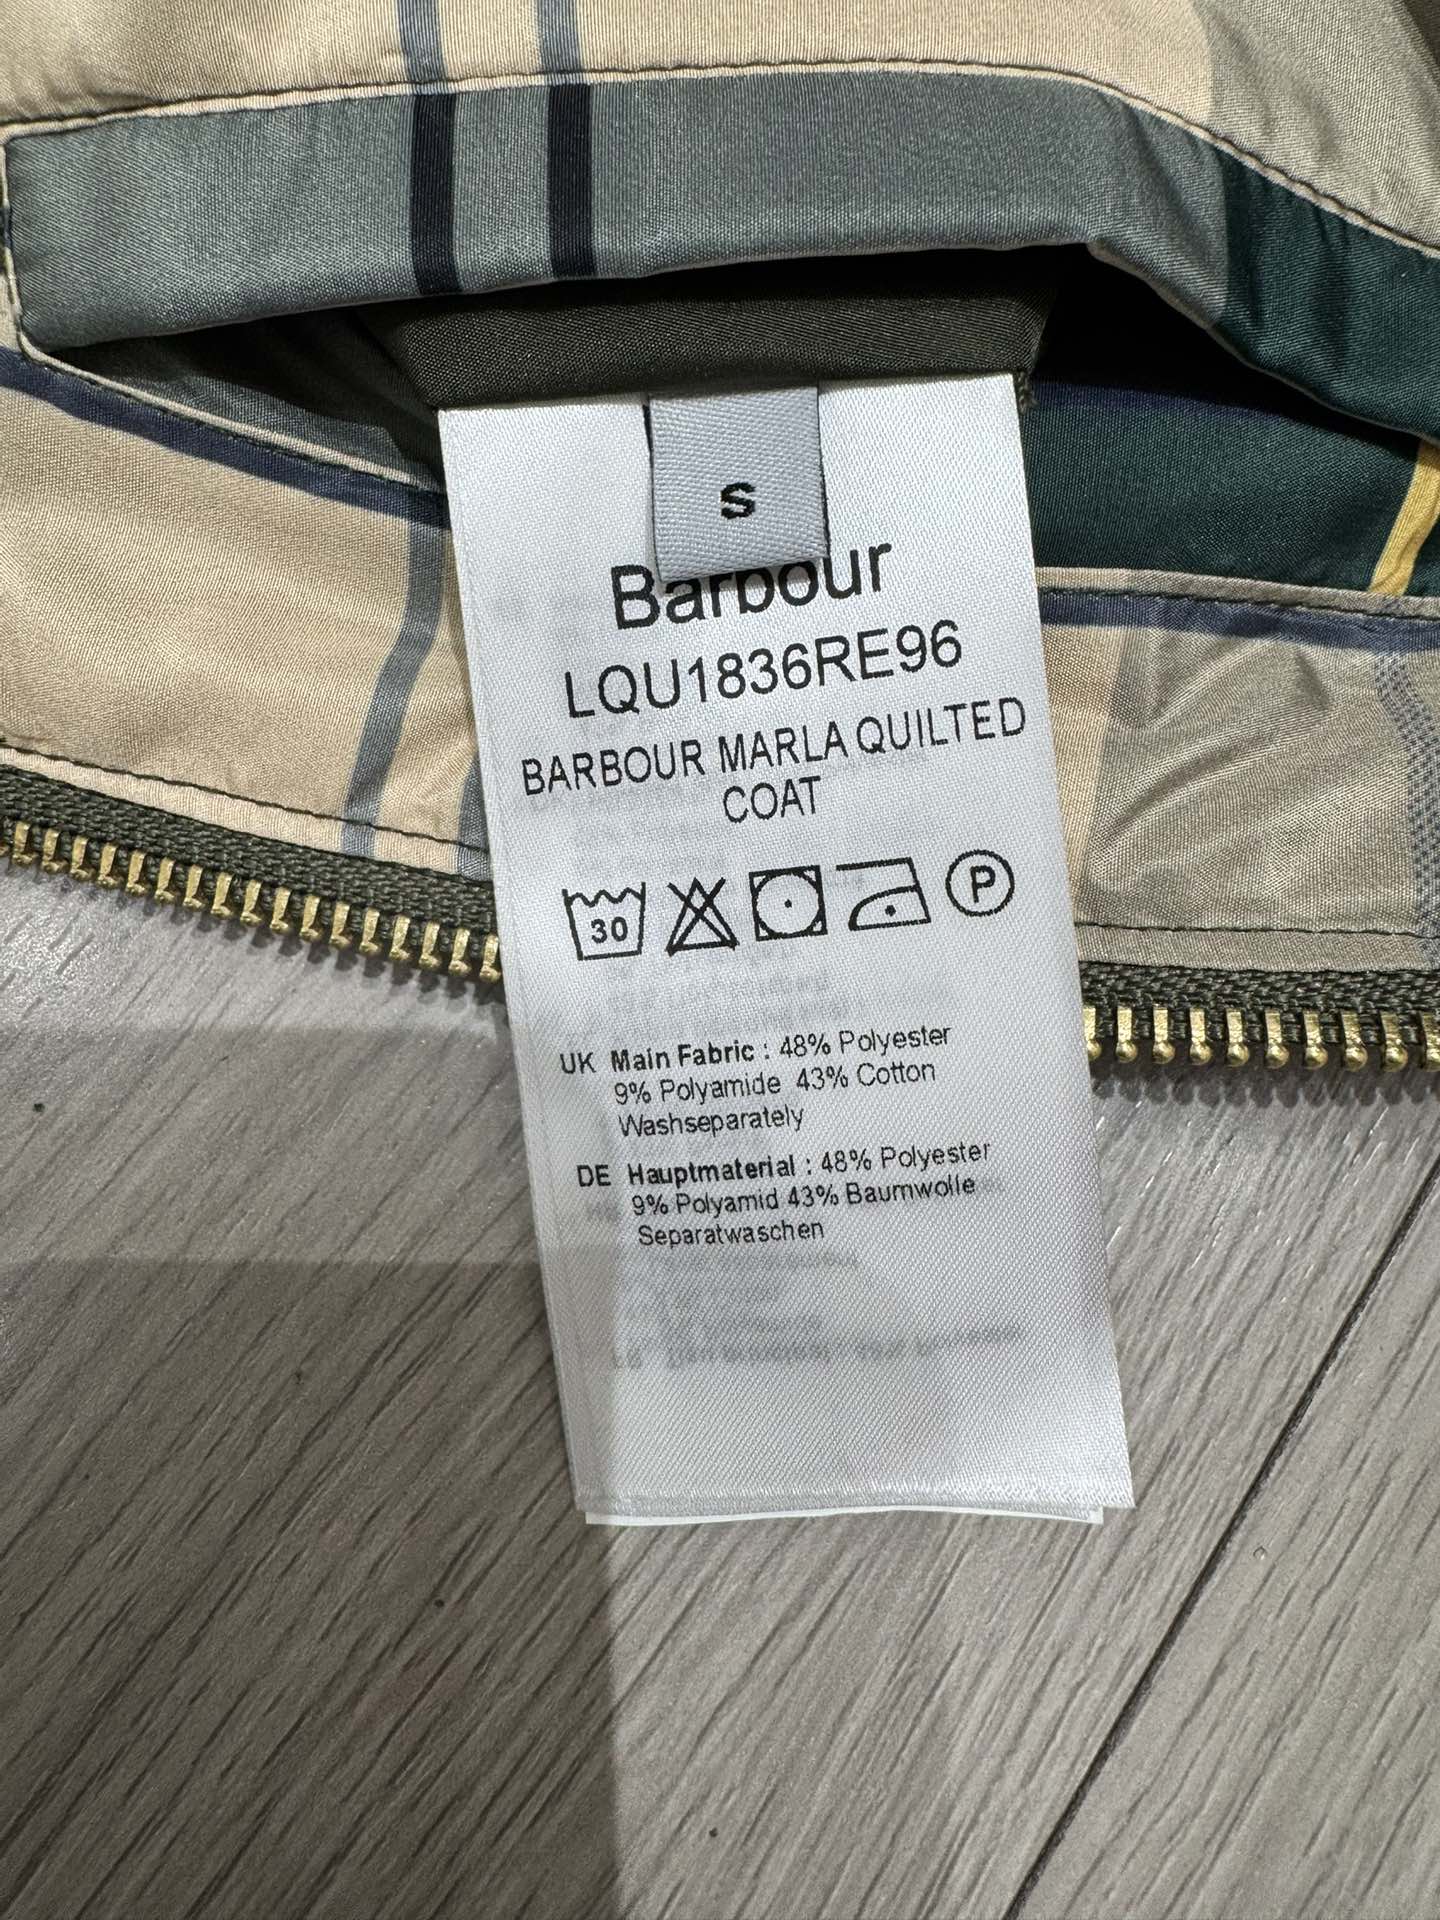 s
Barbour
LQU1836RE96
BARBOUR MARLA QUILTED
COAT
30
P
UK Main Fabric : 48% Polyester
9% Polyamide 43% Cotton
Washseparately
DE Hauptmaterial : 48% Polyester
9% Polyamid 43% Baumwolle
Separatwaschen